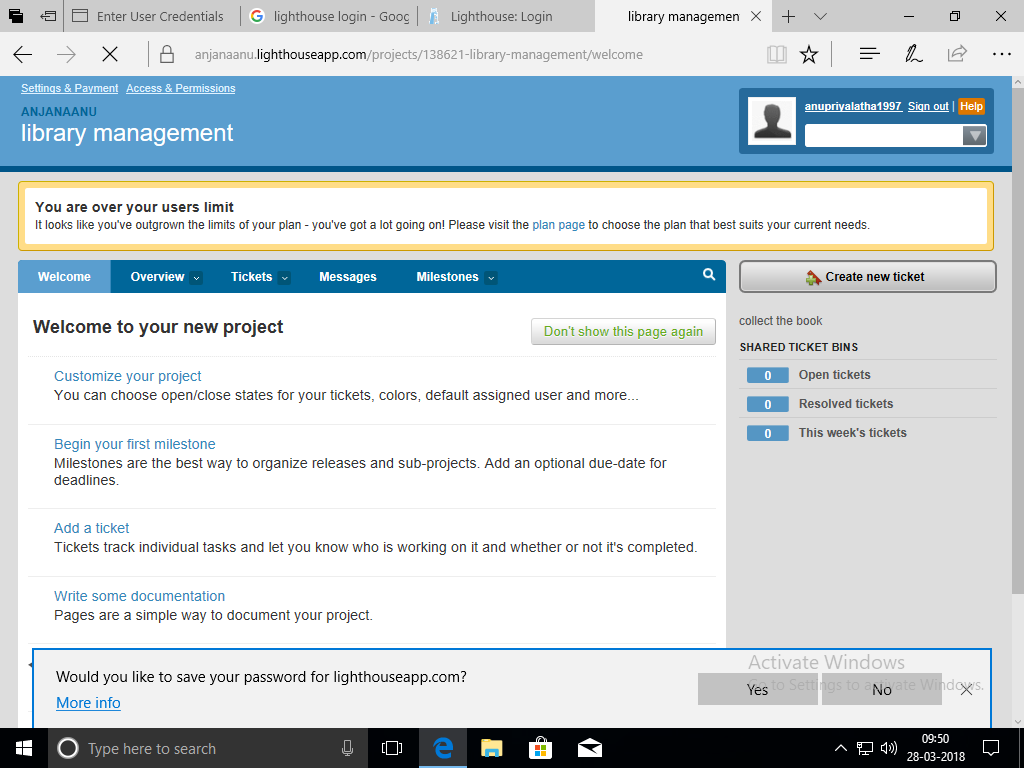 Enter User Credentials
lighthouse login - Goog
Lighthouse: Login
library managemen
anjanaanu.lighthouseapp.com/projects/138621-library-management/welcome
Settings & Payment Access & Permissions
ANJANAANU
library management
anupriyalatha1997 Sign out | Help
You are over your users limit
It looks like you've outgrown the limits of your plan - you've got a lot going on! Please visit the plan page to choose the plan that best suits your current needs.
Welcome Overview Tickets Messages Milestones
Create new ticket
Welcome to your new project
Don't show this page again
collect the book
SHARED TICKET BINS
0 Open tickets
0 Resolved tickets
0 This week's tickets
Customize your project
You can choose open/close states for your tickets, colors, default assigned user and more...
Begin your first milestone
Milestones are the best way to organize releases and sub-projects. Add an optional due-date for
deadlines.
Add a ticket
Tickets track individual tasks and let you know who is working on it and whether or not it's completed.
Write some documentation
Pages are a simple way to document your project.
Would you like to save your password for lighthouseapp.com?
More info
Yes
No
Activate Windows
Go to Settings to activate Windows.
Type here to search
09:50
28-03-2018